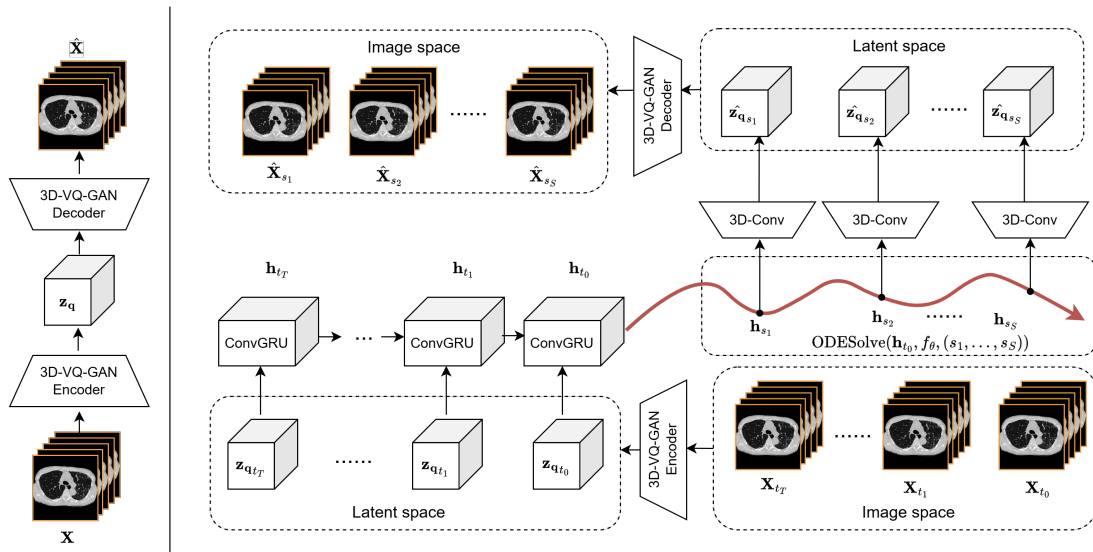 X̂
3D-VQ-GAN
Decoder
z_q
3D-VQ-GAN
Encoder
X
Image space
X̂_{s_1} X̂_{s_2} ...... X̂_{s_S}
3D-VQ-GAN
Decoder
Latent space
ẑ_{q_{s_1}} ẑ_{q_{s_2}} ...... ẑ_{q_{s_S}}
3D-Conv 3D-Conv 3D-Conv
h_{t_T} h_{t_1} h_{t_0}
ConvGRU ... ConvGRU ConvGRU
h_{s_1} h_{s_2} ...... h_{s_S}
ODESolve(h_{t_0}, f_θ, (s_1, ..., s_S))
z_{q_{t_T}} ...... z_{q_{t_1}} z_{q_{t_0}}
Latent space
3D-VQ-GAN
Encoder
......
X_{t_T} X_{t_1} X_{t_0}
Image space